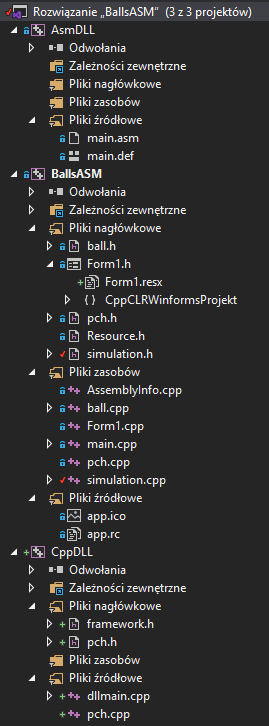 Rozwiązanie „BallsASM” (3 z 3 projektów)
AsmDLL
Odwołania
Zależności zewnętrzne
Pliki nagłówkowe
Pliki zasobów
Pliki źródłowe
main.asm
main.def
BallsASM
Odwołania
Zależności zewnętrzne
Pliki nagłówkowe
ball.h
Form1.h
Form1.resx
{ } CppCLRWinformsProjekt
pch.h
Resource.h
simulation.h
Pliki zasobów
AssemblyInfo.cpp
ball.cpp
Form1.cpp
main.cpp
pch.cpp
simulation.cpp
Pliki źródłowe
app.ico
app.rc
CppDLL
Odwołania
Zależności zewnętrzne
Pliki nagłówkowe
framework.h
pch.h
Pliki zasobów
Pliki źródłowe
dllmain.cpp
pch.cpp